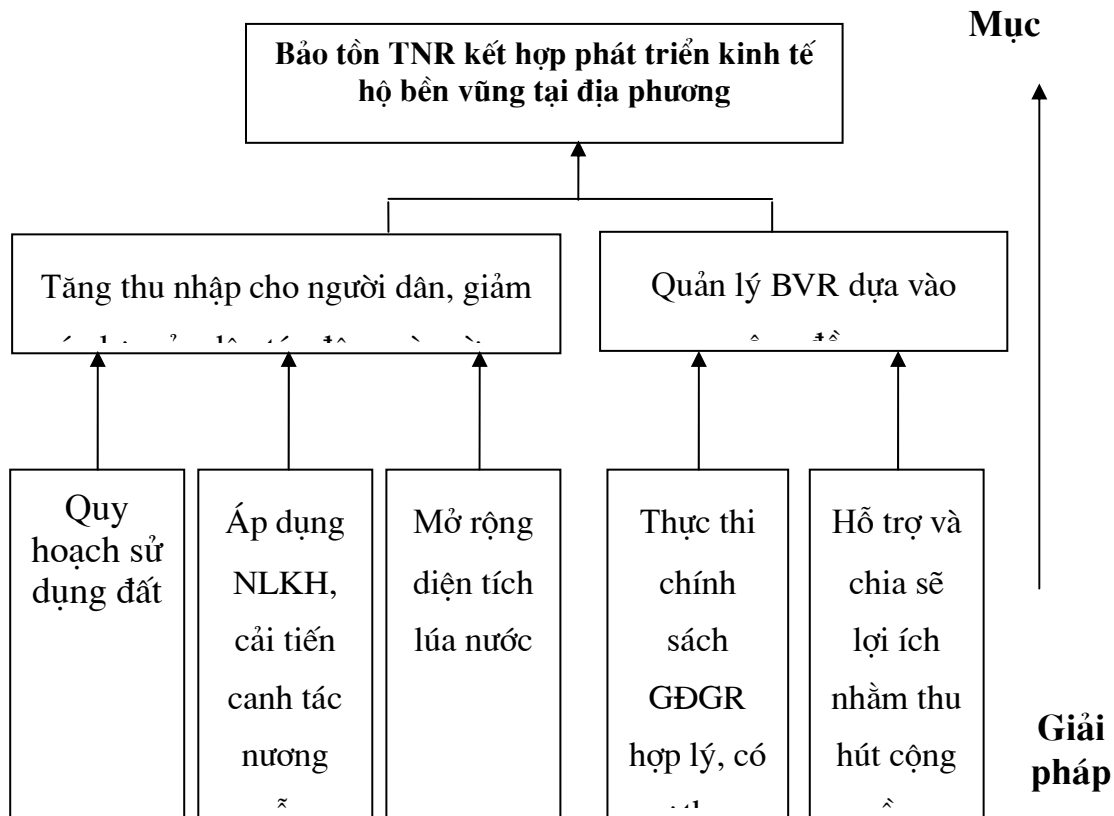 Mục
Bảo tồn TNR kết hợp phát triển kinh tế
hộ bền vững tại địa phương
Tăng thu nhập cho người dân, giảm
Quản lý BVR dựa vào
Quy
hoạch sử
dụng đất
Áp dụng
NLKH,
cải tiến
canh tác
nương
Mở rộng
diện tích
lúa nước
Thực thi
chính
sách
GĐGR
hợp lý, có
Hỗ trợ và
chia sẽ
lợi ích
nhằm thu
hút cộng
Giải
pháp